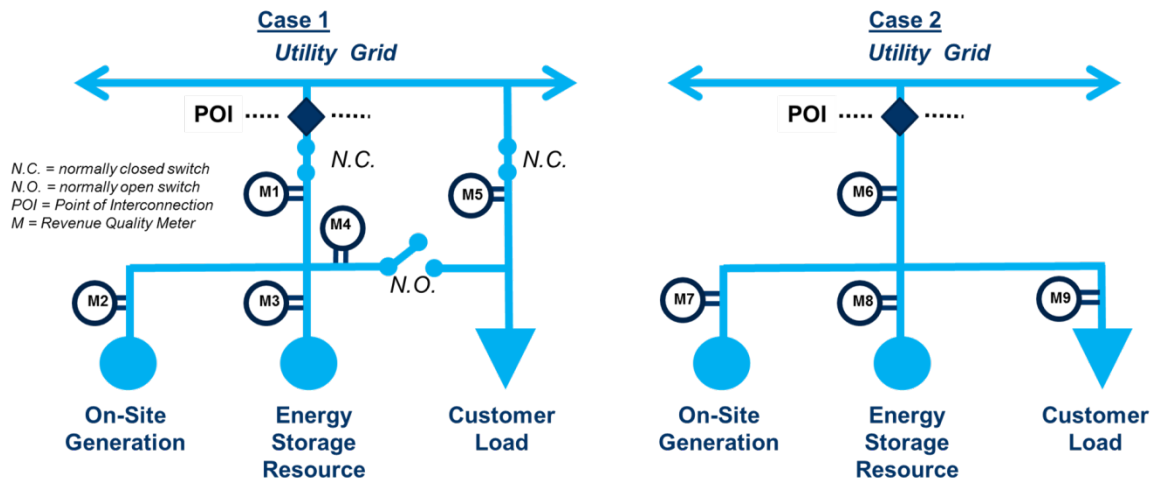 Case 1
Utility Grid
POI
N.C.
N.C.
N.C. = normally closed switch
N.O. = normally open switch
POI = Point of Interconnection
M = Revenue Quality Meter
M1
M5
M4
N.O.
M2
M3
On-Site
Generation
Energy
Storage
Resource
Customer
Load
Case 2
Utility Grid
POI
M6
M7
M8
M9
On-Site
Generation
Energy
Storage
Resource
Customer
Load